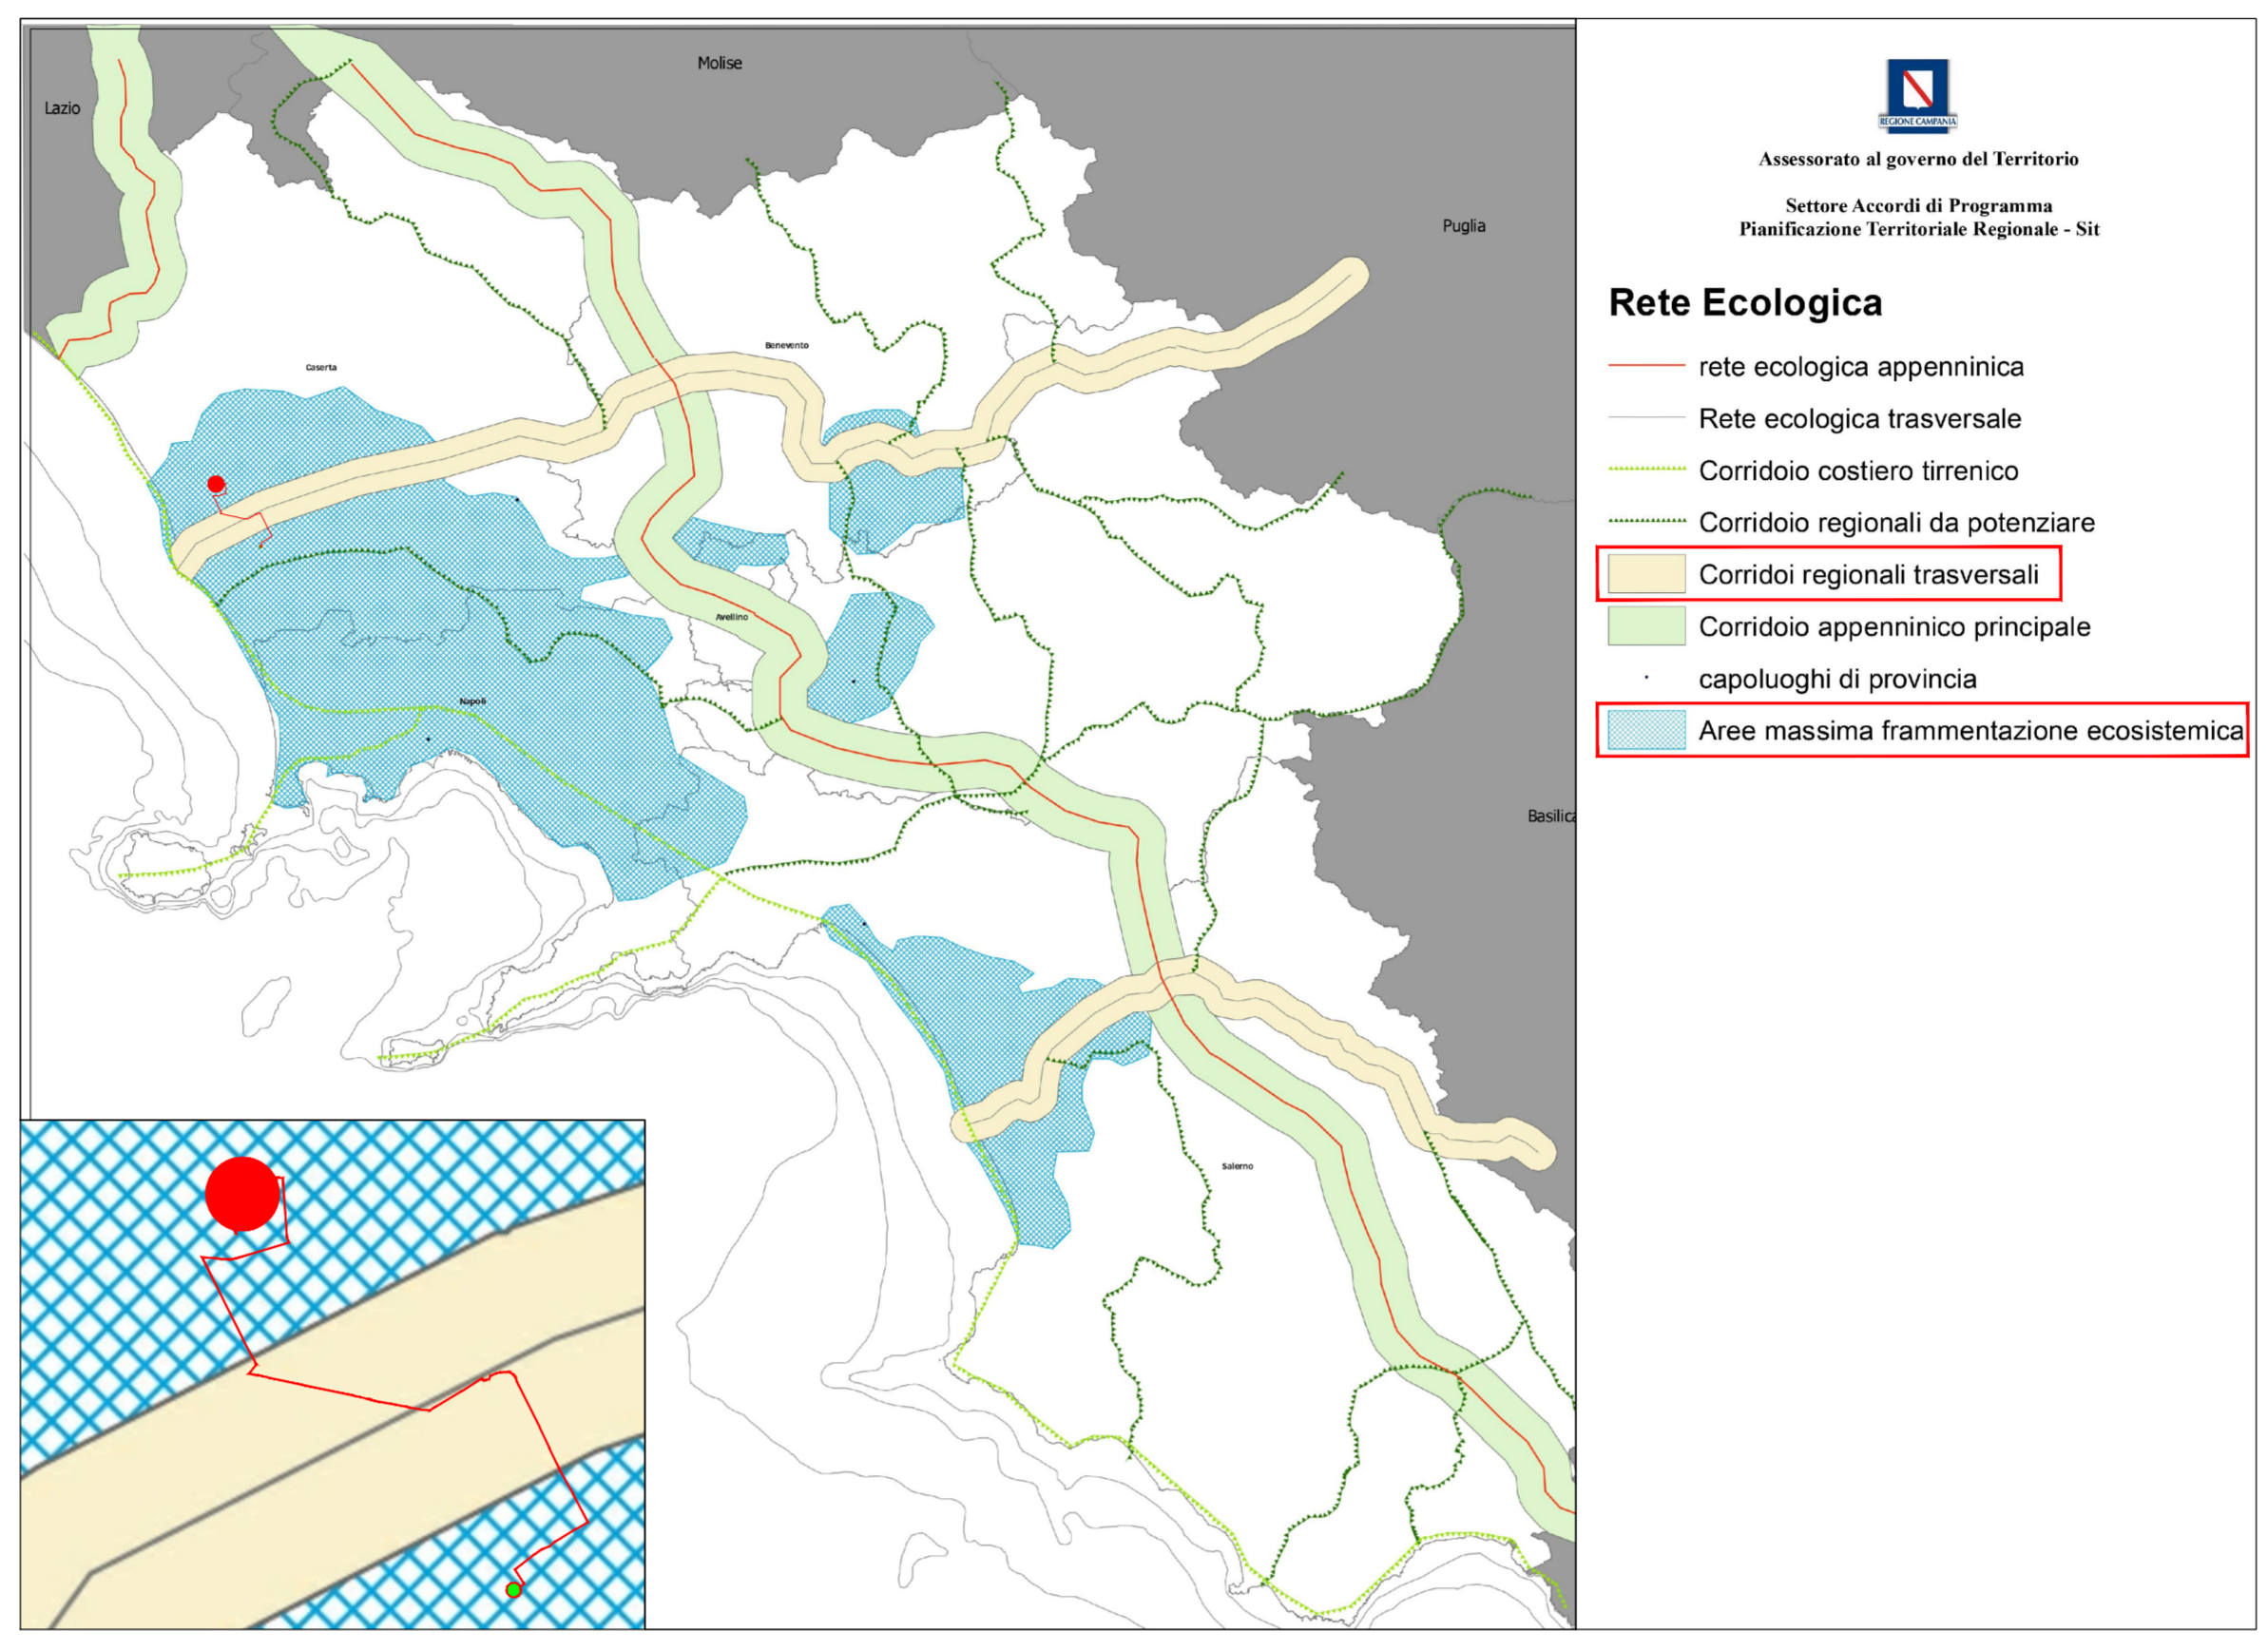 Molise
Lazio
Puglia
Benevento
Caserta
Avellino
Napoli
Basilica
Salerno
REGIONE CAMPANIA
Assessorato al governo del Territorio
Settore Accordi di Programma
Pianificazione Territoriale Regionale - Sit
Rete Ecologica
rete ecologica appenninica
Rete ecologica trasversale
Corridoio costiero tirrenico
Corridoio regionali da potenziare
Corridoi regionali trasversali
Corridoio appenninico principale
capoluoghi di provincia
Aree massima frammentazione ecosistemica